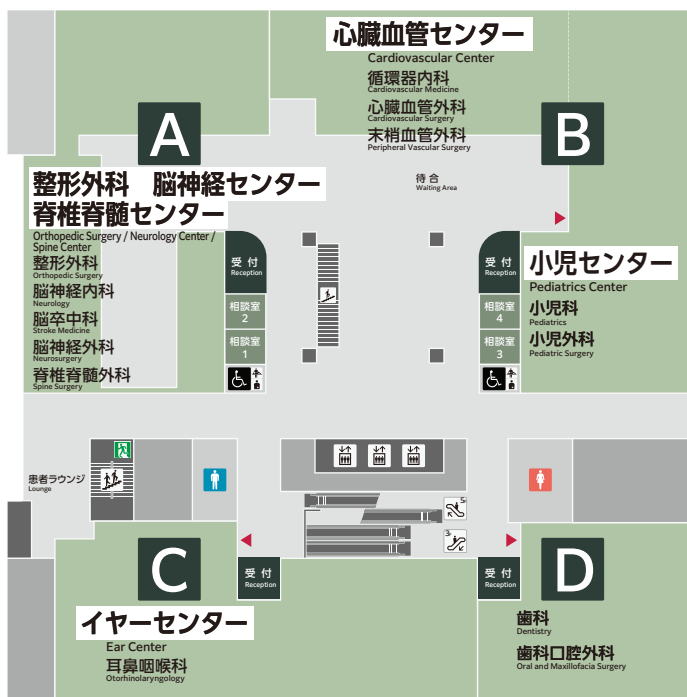 心臓血管センター
Cardiovascular Center
循環器内科
Cardiovascular Medicine
心臓血管外科
Cardiovascular Surgery
末梢血管外科
Peripheral Vascular Surgery
A
B
待合
Waiting Area
整形外科 脳神経センター
脊椎脊髄センター
Orthopedic Surgery / Neurology Center /
Spine Center
整形外科
Orthopedic Surgery
脳神経内科
Neurology
脳卒中科
Stroke Medicine
脳神経外科
Neurosurgery
脊椎脊髄外科
Spine Surgery
受付
Reception
相談室
2
相談室
1
受付
Reception
相談室
4
相談室
3
小児センター
Pediatrics Center
小児科
Pediatrics
小児外科
Pediatric Surgery
患者ラウンジ
Lounge
5
3
C
受付
Reception
イヤーセンター
Ear Center
耳鼻咽喉科
Otorhinolaryngology
受付
Reception
D
歯科
Dentistry
歯科口腔外科
Oral and Maxillofacia Surgery